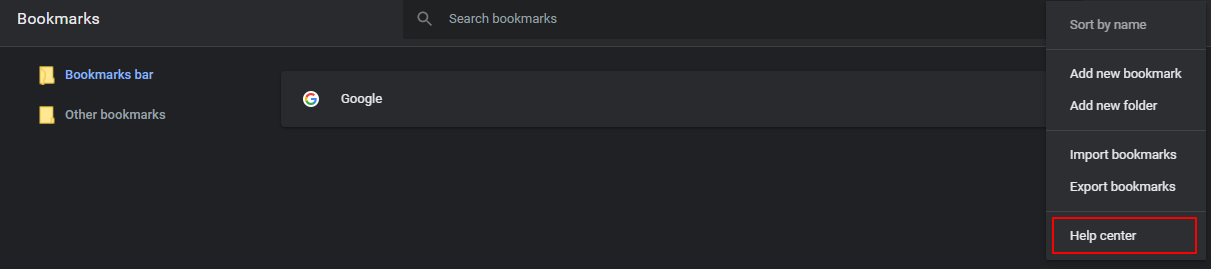 Bookmarks
Search bookmarks
Bookmarks bar
Other bookmarks
Google
Sort by name
Add new bookmark
Add new folder
Import bookmarks
Export bookmarks
Help center